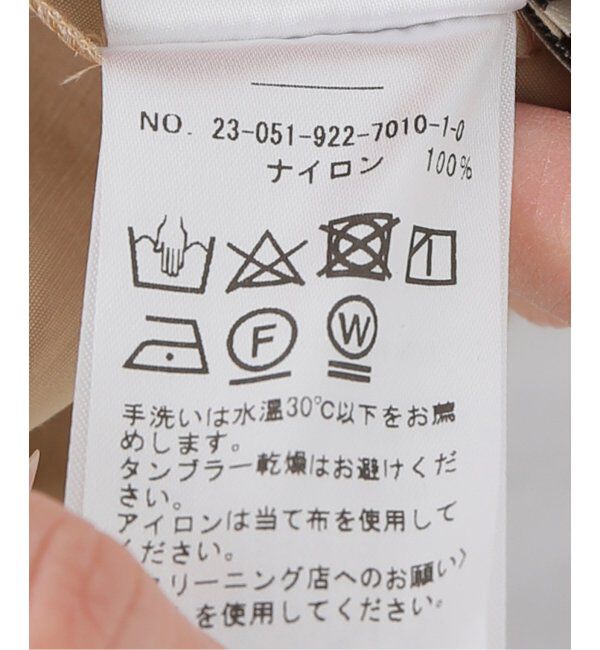 NO. 23-051-922-7010-1-0
ナイロン 100%
F W
手洗いは水温30℃以下をお薦
めします。
タンブラー乾燥はお避けくだ
さい。
アイロンは当て布を使用して
ください。
クリーニング店へのお願い〉
を使用してください。